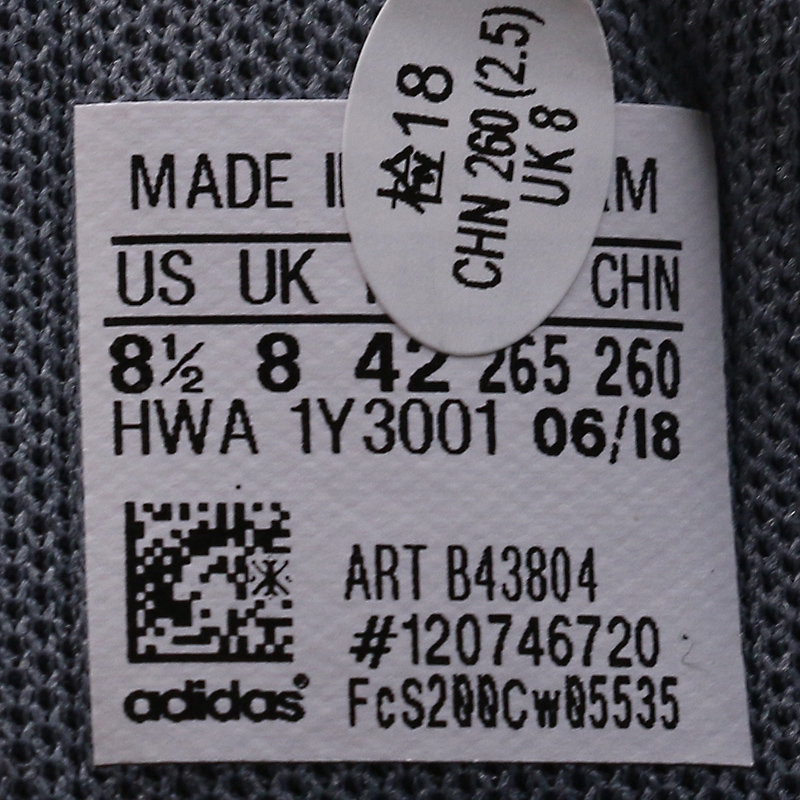 检18
CHN 260 (2.5)
UK 8
MADE
US UK CHN
8½ 8 42 265 260
HWA 1Y3001 06/18
ART B43804
#120746720
adidas®
FcS200Cw05535